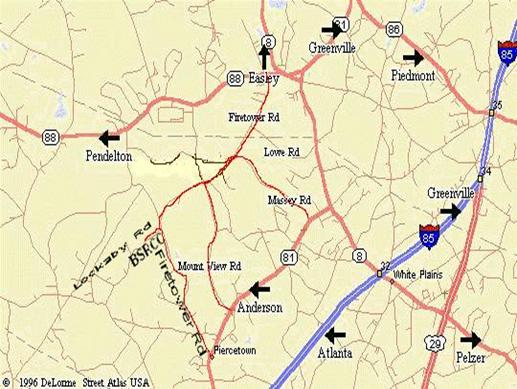 8
81
86
Greenville
85
Piedmont
88
Easley
35
Firetower Rd
88
Pendelton
Lowe Rd
34
Greenville
Massey Rd
Lockaby Rd
BSRCC
Firetower Rd
85
Mount View Rd
81
8
32
White Plains
Anderson
Piercetown
Atlanta
29
Pelzer
© 1996 DeLorme Street Atlas USA